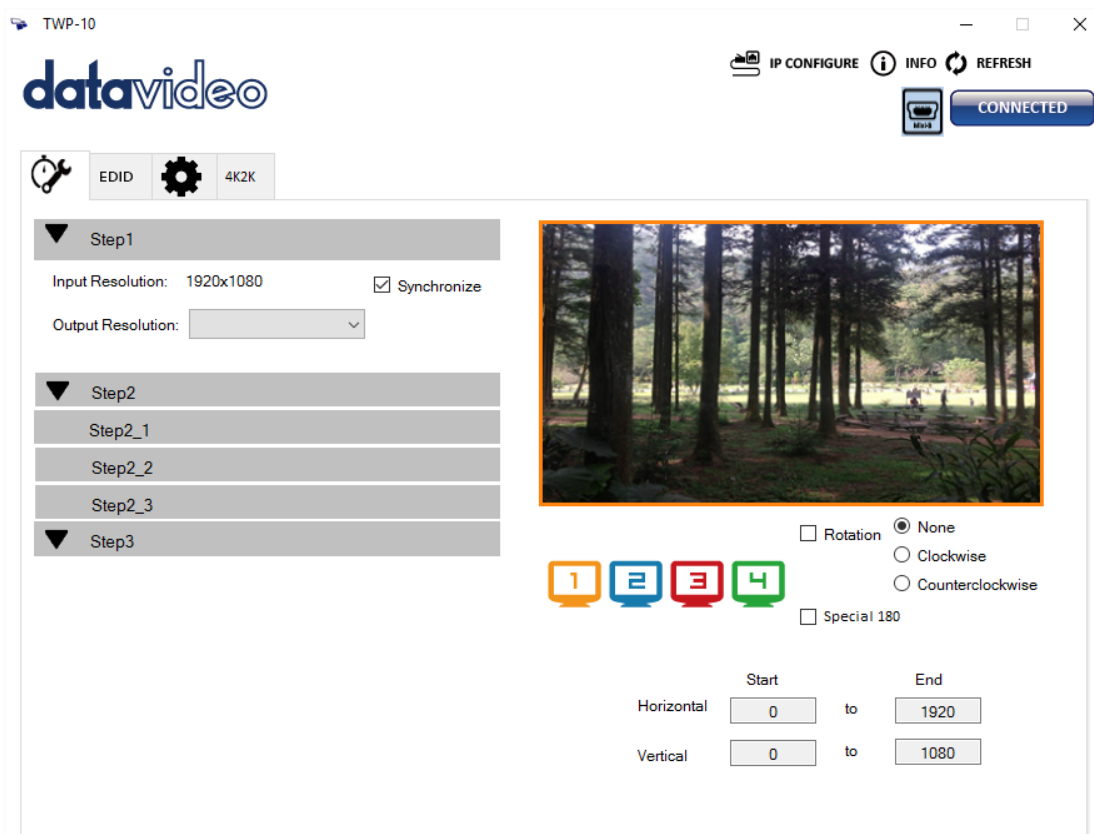 TWP-10
datavideo
IP CONFIGURE INFO REFRESH
CONNECTED
EDID 4K2K
Step1
Input Resolution: 1920x1080 Synchronize
Output Resolution:
Step2
Step2_1
Step2_2
Step2_3
Step3
1 2 3 4
Rotation None
Clockwise
Counterclockwise
Special 180
Start End
Horizontal 0 to 1920
Vertical 0 to 1080